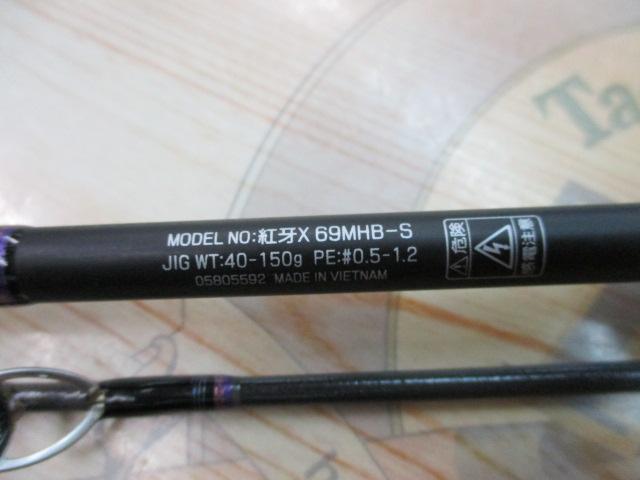 MODEL NO:紅牙X 69MHB-S
JIG WT:40-150g PE:#0.5-1.2
05805592 MADE IN VIETNAM
危険
感電注意
Ta